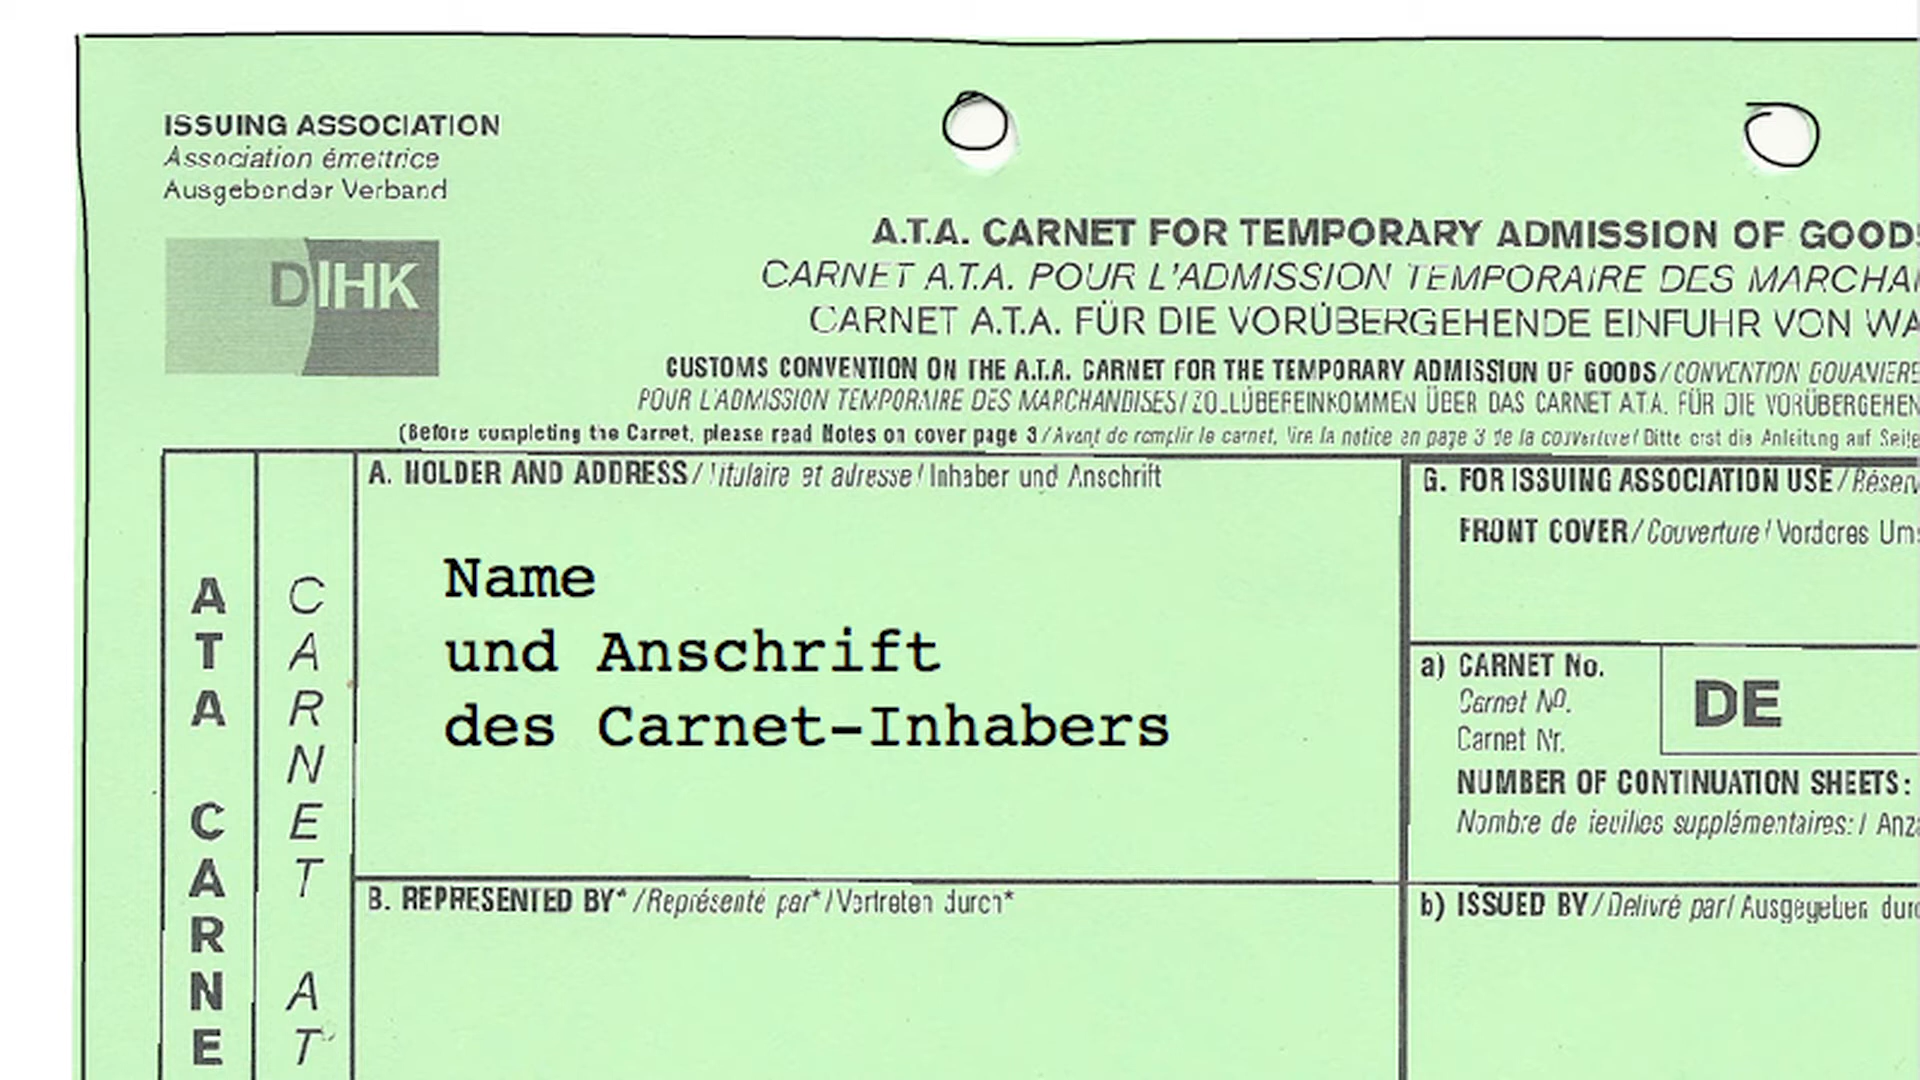 ISSUING ASSOCIATION
Association émettrice
Ausgebender Verband
DIHK
A.T.A. CARNET FOR TEMPORARY ADMISSION OF GOODS
CARNET A.T.A. POUR L'ADMISSION TEMPORAIRE DES MARCHA
CARNET A.T.A. FÜR DIE VORÜBERGEHENDE EINFUHR VON WA
CUSTOMS CONVENTION ON THE A.T.A. CARNET FOR THE TEMPORARY ADMISSION OF GOODS/CONVENTION DOUANIERE
POUR L'ADMISSION TEMPORAIRE DES MARCHANDISES/ZOLLÜBEREINKOMMEN ÜBER DAS CARNET A.T.A. FÜR DIE VORÜBERGEHEN
(Before completing the Carnet, please read Notes on cover page 3/Avant de remplir le carnet, lire la notice en page 3 de la couverture/Bitte erst die Anleitung auf Seite
A. HOLDER AND ADDRESS/Titulaire et adresse/Inhaber und Anschrift
Name
und Anschrift
des Carnet-Inhabers
B. REPRESENTED BY*/Représenté par*/Vertreten durch*
G. FOR ISSUING ASSOCIATION USE/Réserv
FRONT COVER/Couverture/Vorderes Ums
a) CARNET No.
Carnet Nº.
Carnet Nr.
DE
NUMBER OF CONTINUATION SHEETS:
Nombre de feuilles supplémentaires:/ Anza
b) ISSUED BY/Délivré par/Ausgegeben durc
ATA CARNE
CARNET AT